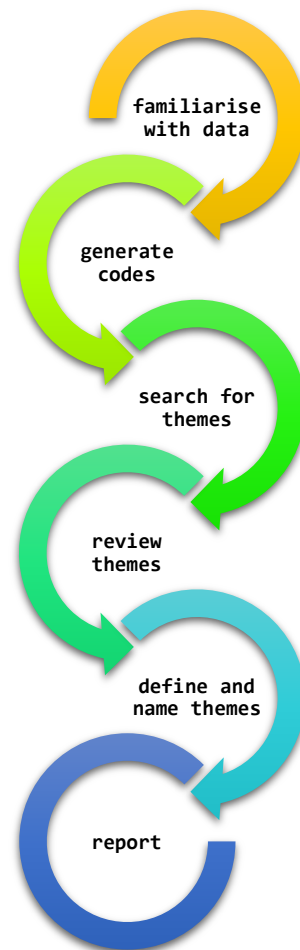 familiarise
with data
generate
codes
search for
themes
review
themes
define and
name themes
report